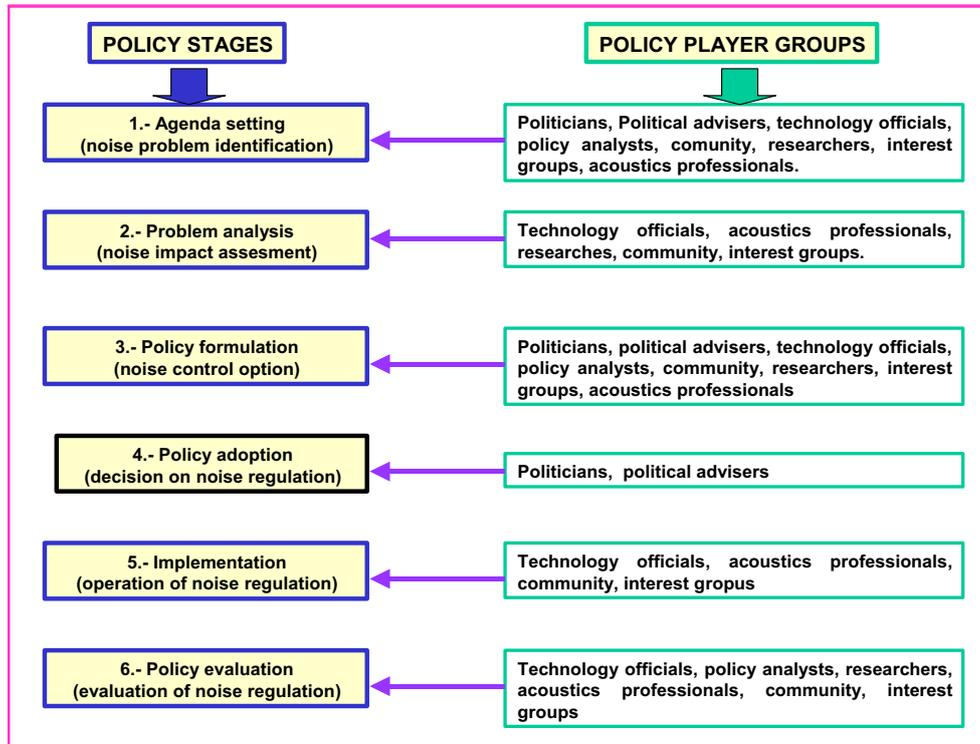 POLICY STAGES
POLICY PLAYER GROUPS
1.- Agenda setting
(noise problem identification)
Politicians, Political advisers, technology officials,
policy analysts, comunity, researchers, interest
groups, acoustics professionals.
2.- Problem analysis
(noise impact assesment)
Technology officials, acoustics professionals,
researches, community, interest groups.
3.- Policy formulation
(noise control option)
Politicians, political advisers, technology officials,
policy analysts, community, researchers, interest
groups, acoustics professionals
4.- Policy adoption
(decision on noise regulation)
Politicians, political advisers
5.- Implementation
(operation of noise regulation)
Technology officials, acoustics professionals,
community, interest gropus
6.- Policy evaluation
(evaluation of noise regulation)
Technology officials, policy analysts, researchers,
acoustics professionals, community, interest
groups